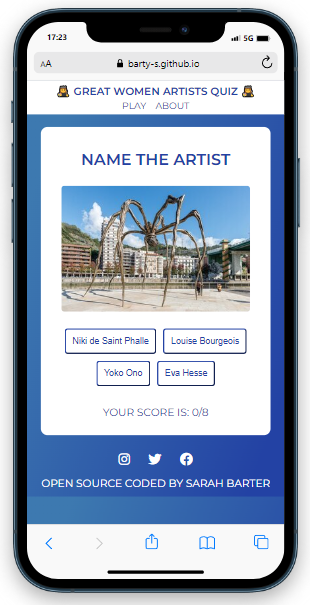 17:23
5G
AA
barty-s.github.io
GREAT WOMEN ARTISTS QUIZ
PLAY ABOUT
NAME THE ARTIST
Niki de Saint Phalle Louise Bourgeois
Yoko Ono Eva Hesse
YOUR SCORE IS: 0/8
OPEN SOURCE CODED BY SARAH BARTER